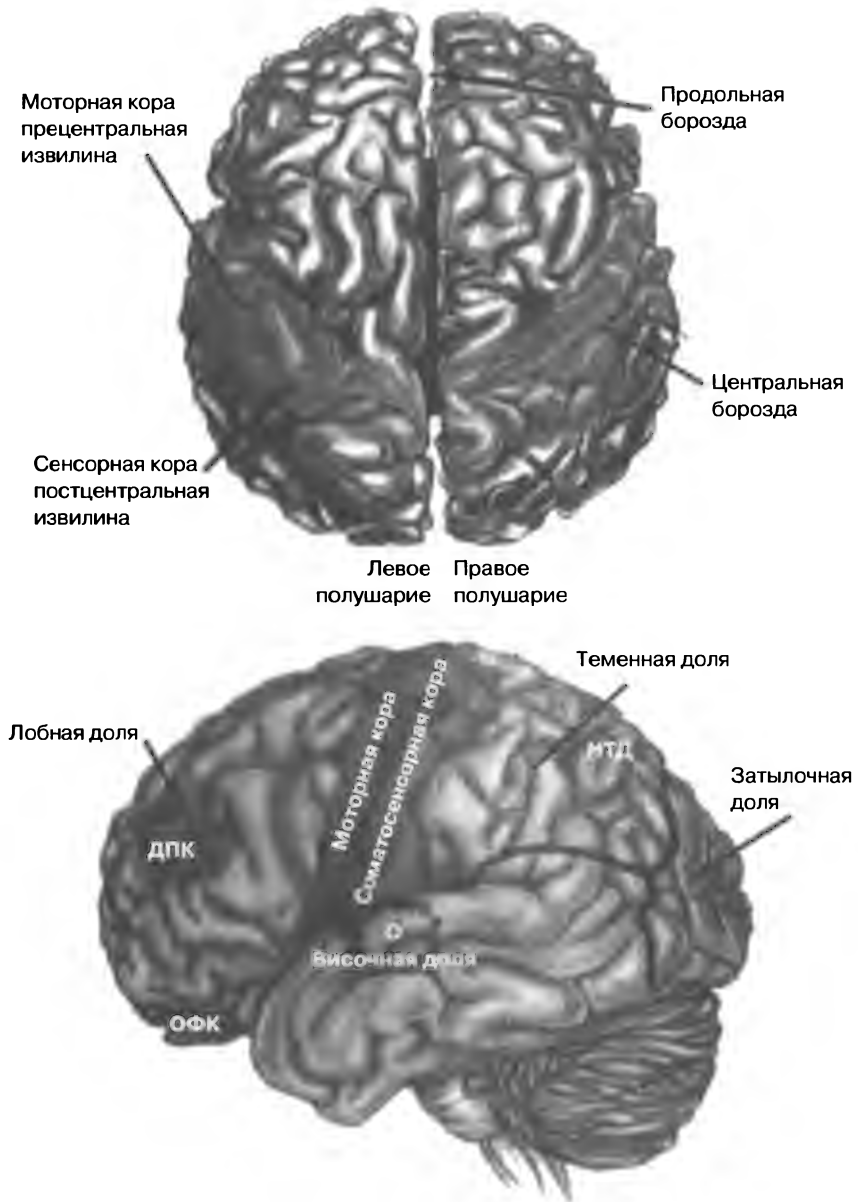 Моторная кора
прецентральная
извилина
Продольная
борозда
Центральная
борозда
Сенсорная кора
постцентральная
извилина
Левое
полушарие
Правое
полушарие
Теменная доля
Лобная доля
Моторная кора
Соматосенсорная кора
НТД
Затылочная
доля
ДПК
Височная доля
ОФК